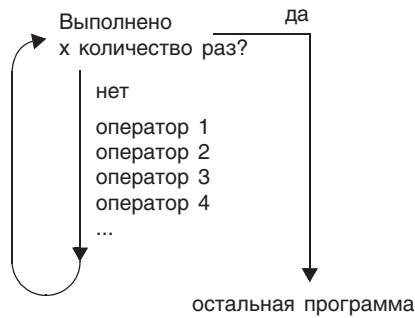 Выполнено
x количество раз?
да
нет
оператор 1
оператор 2
оператор 3
оператор 4
...
остальная программа